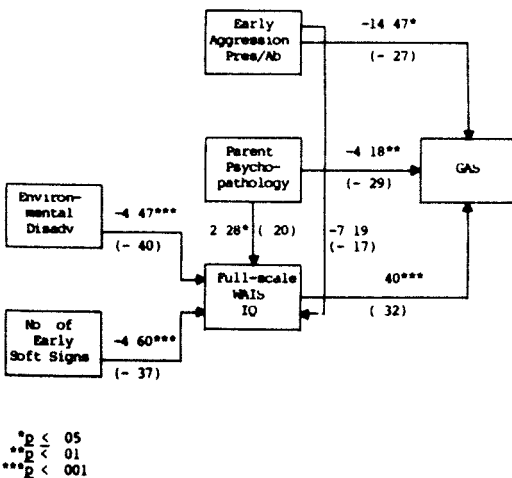 Early
Aggression
Pres/Ab
-14 47*
(- 27)
Parent
Psycho-
pathology
-4 18**
(- 29)
GAS
Environ-
mental
Disadv
-4 47***
(- 40)
2 28* ( 20)
-7 19
(- 17)
Full-scale
WAIS
IQ
40***
( 32)
No of
Early
Soft Signs
-4 60***
(- 37)
*p < 05
**p < 01
***p < 001